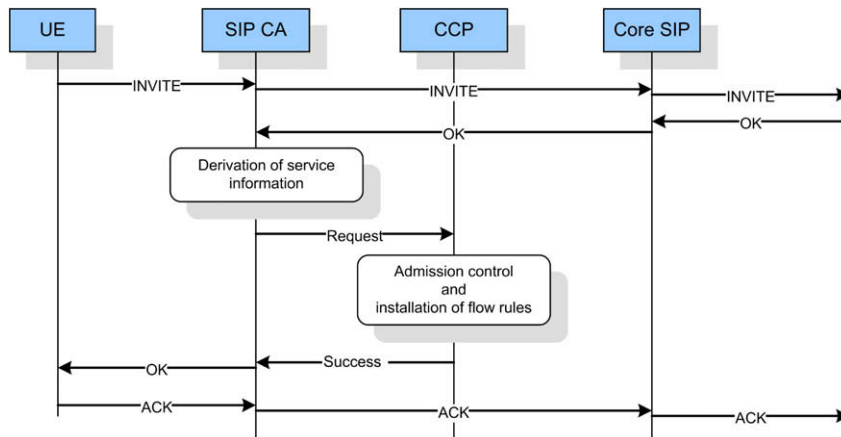 UE
SIP CA
CCP
Core SIP
INVITE
INVITE
INVITE
OK
OK
Derivation of service
information
Request
Admission control
and
installation of flow rules
Success
OK
ACK
ACK
ACK